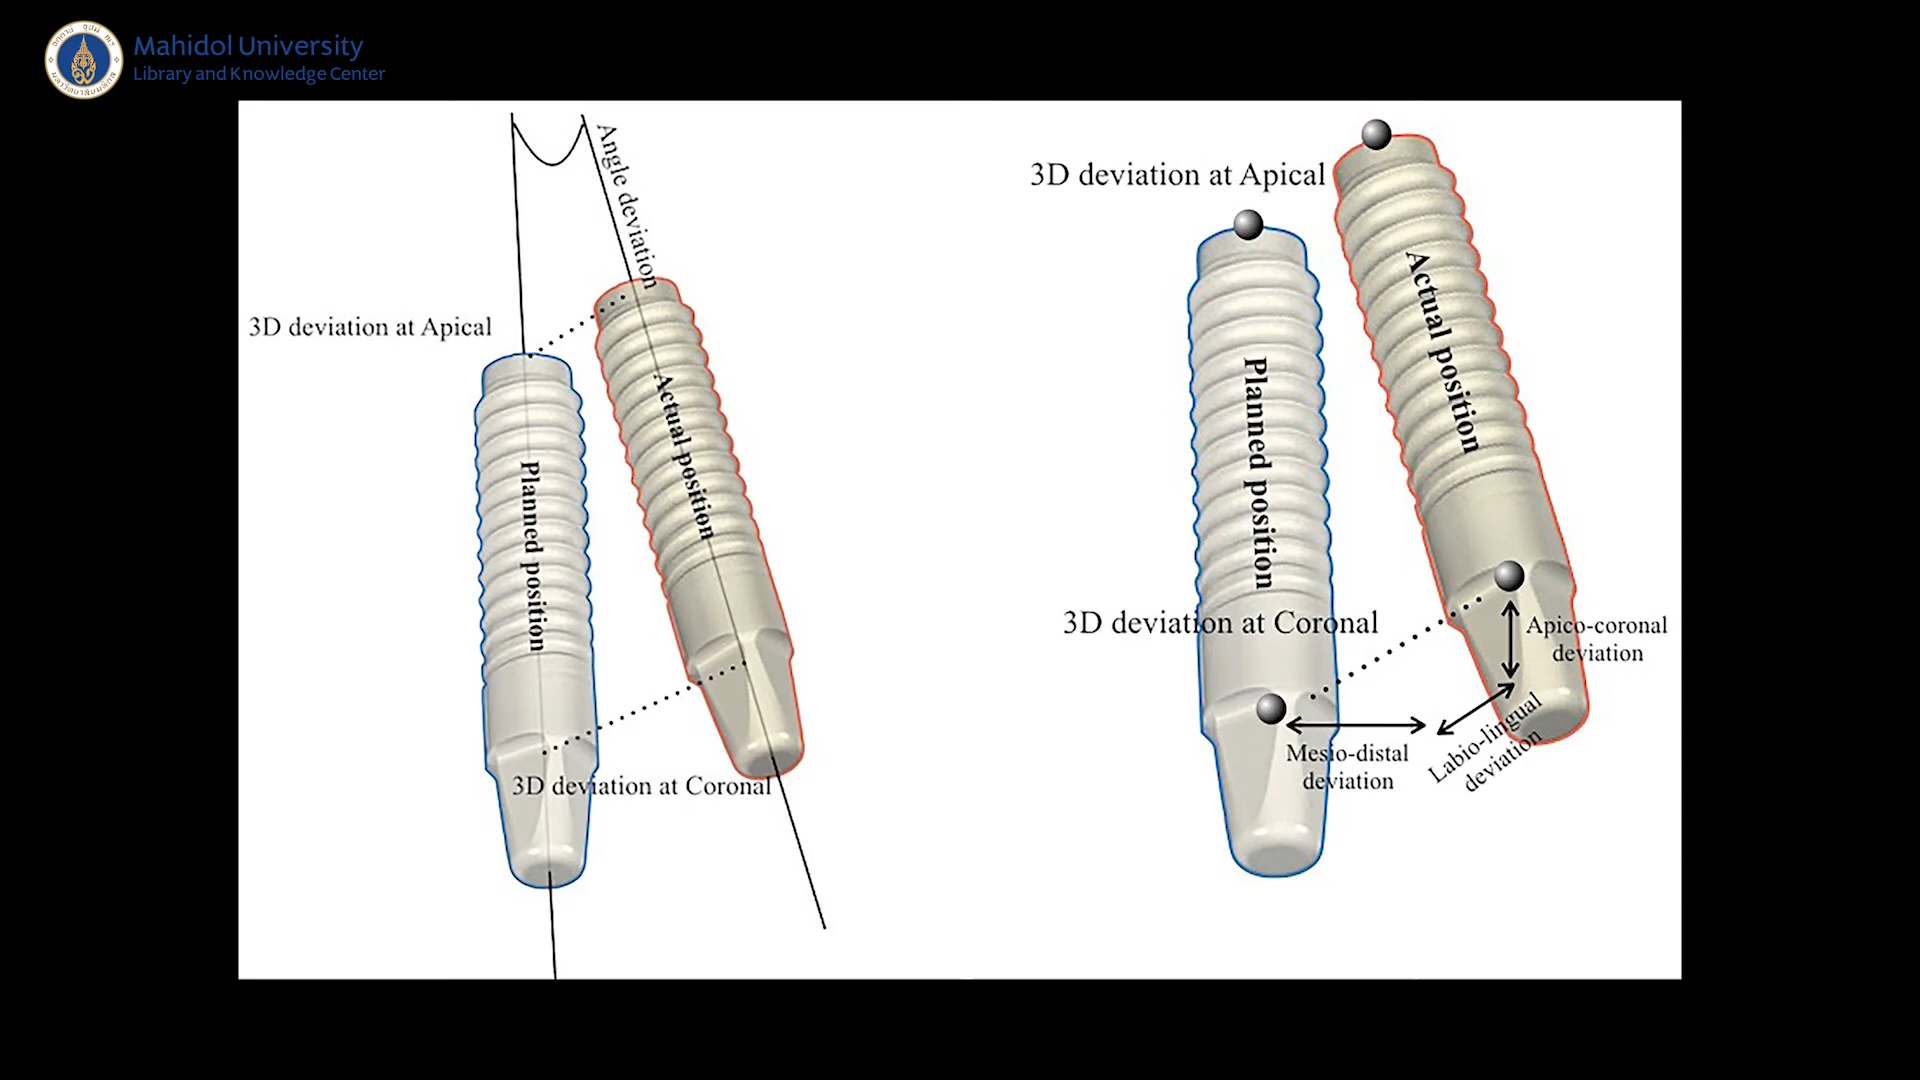 Mahidol University
Library and Knowledge Center
Angle deviation
3D deviation at Apical
Planned position
Actual position
3D deviation at Coronal
3D deviation at Apical
Planned position
Actual position
3D deviation at Coronal
Apico-coronal
deviation
Mesio-distal
deviation
Labio-lingual
deviation